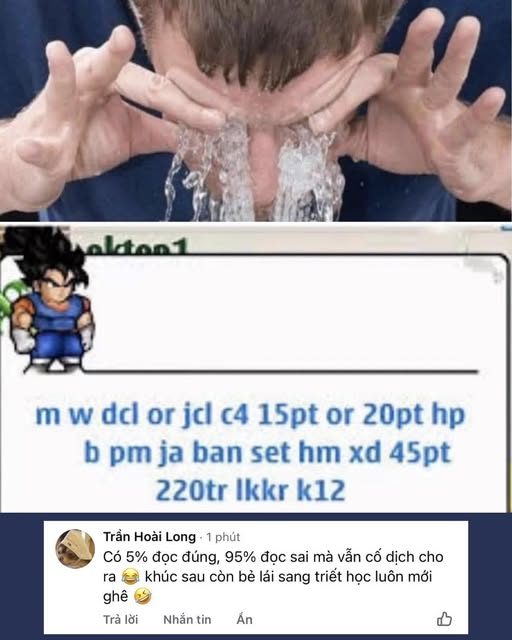 m w dcl or jcl c4 15pt or 20pt hp
b pm ja ban set hm xd 45pt
220tr lkkr k12
Trần Hoài Long · 1 phút
Có 5% đọc đúng, 95% đọc sai mà vẫn cố dịch cho
ra 😂 khúc sau còn bẻ lái sang triết học luôn mới
ghê 🤣
Trả lời Nhắn tin Ẩn